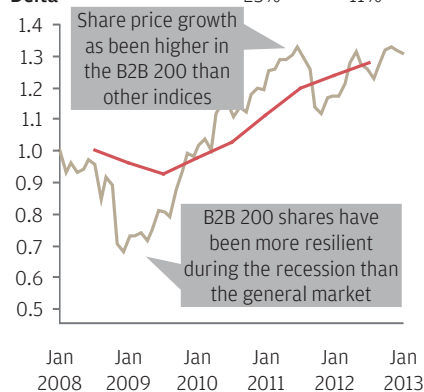 Delta 23% 11%
1.4
Share price growth
as been higher in
the B2B 200 than
other indices
1.3
1.2
1.1
1.0
0.9
0.8
0.7
0.6
0.5
B2B 200 shares have
been more resilient
during the recession than
the general market
Jan Jan Jan Jan Jan Jan
2008 2009 2010 2011 2012 2013